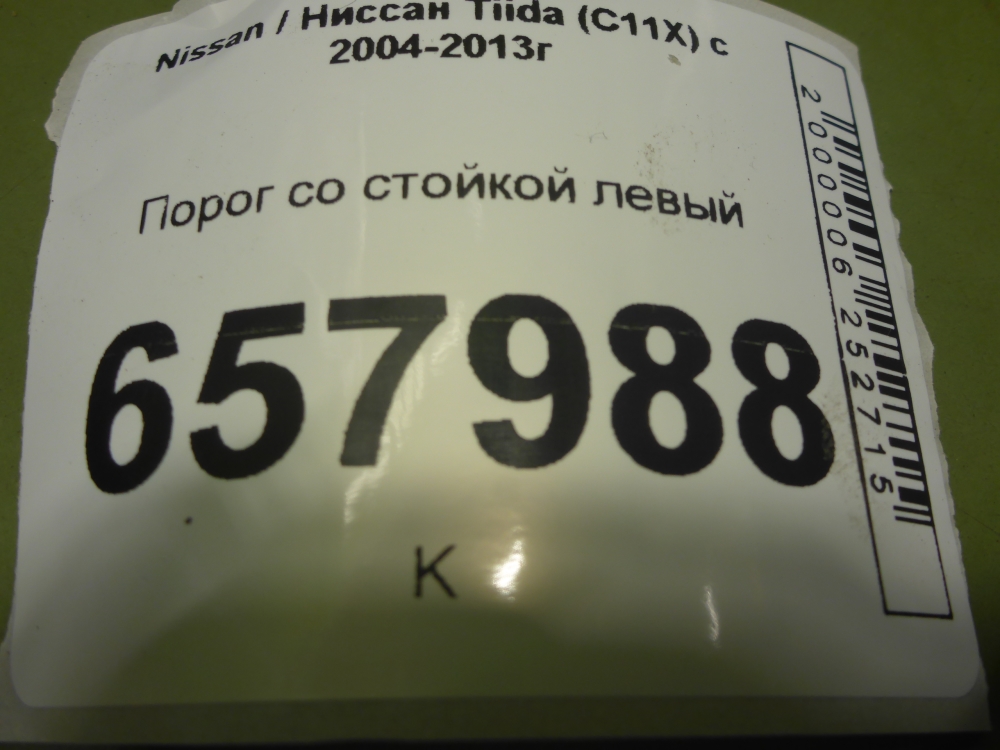 Nissan / Ниссан Tiida (C11X) с
2004-2013г
Порог со стойкой левый
657988
К
2000006252715